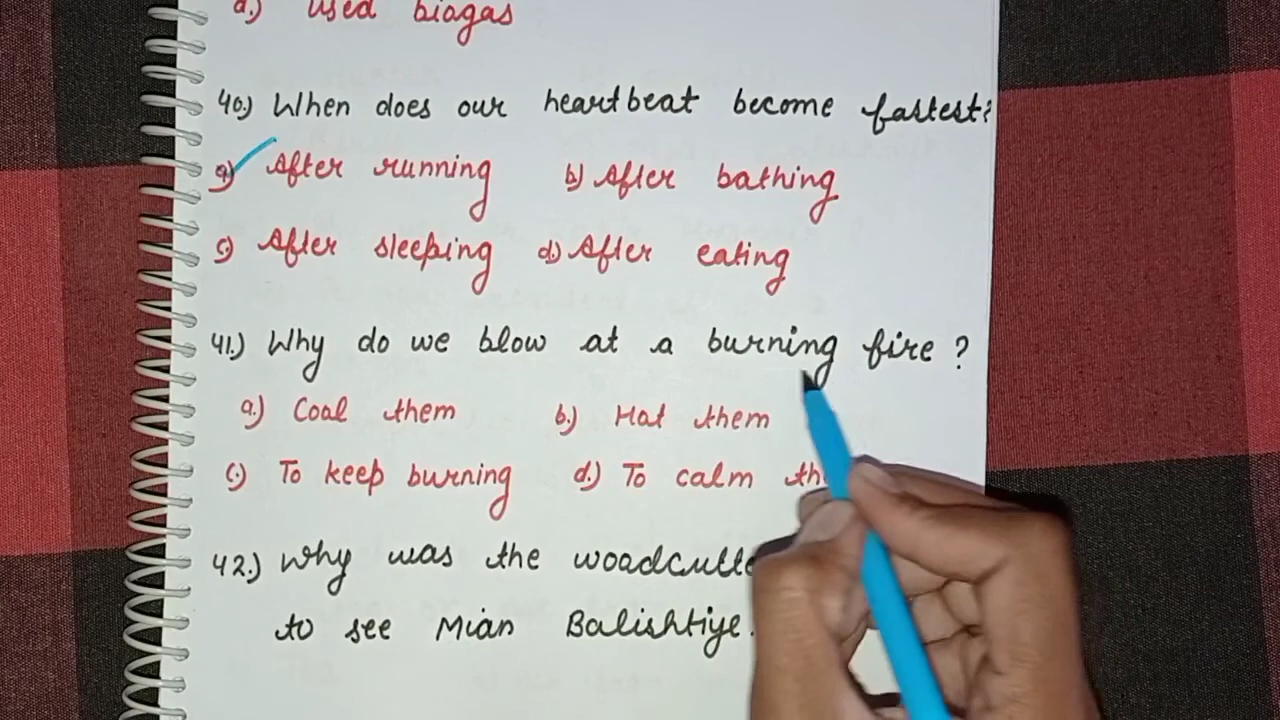 d.) Used biogas
40.) When does our heartbeat become fastest?
a) After running b) After bathing
c) After sleeping d.) After eating
41.) Why do we blow at a burning fire ?
a.) Coal them b.) Hot them
c.) To keep burning d.) To calm
42.) Why was the
to see Mian Balishtiye.